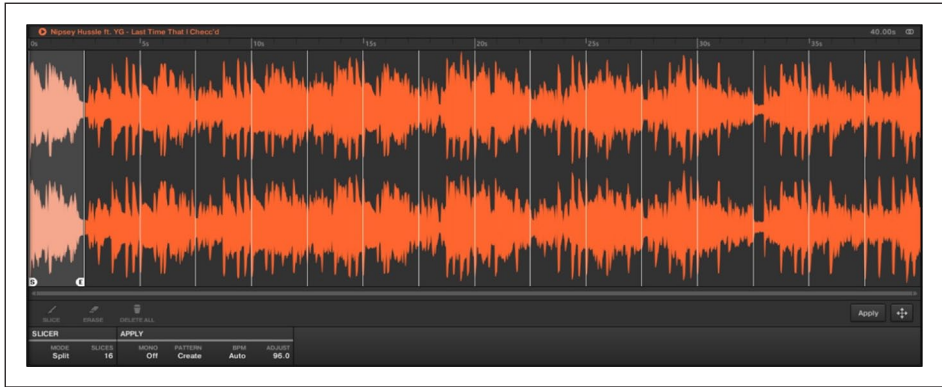 Nipsey Hussle ft. YG - Last Time That I Checc'd 40.00s
0s 5s 10s 15s 20s 25s 30s 35s
S E
SLICE ERASE DELETE ALL Apply
SLICER APPLY
MODE SLICES MONO PATTERN BPM ADJUST
Split 16 Off Create Auto 96.0